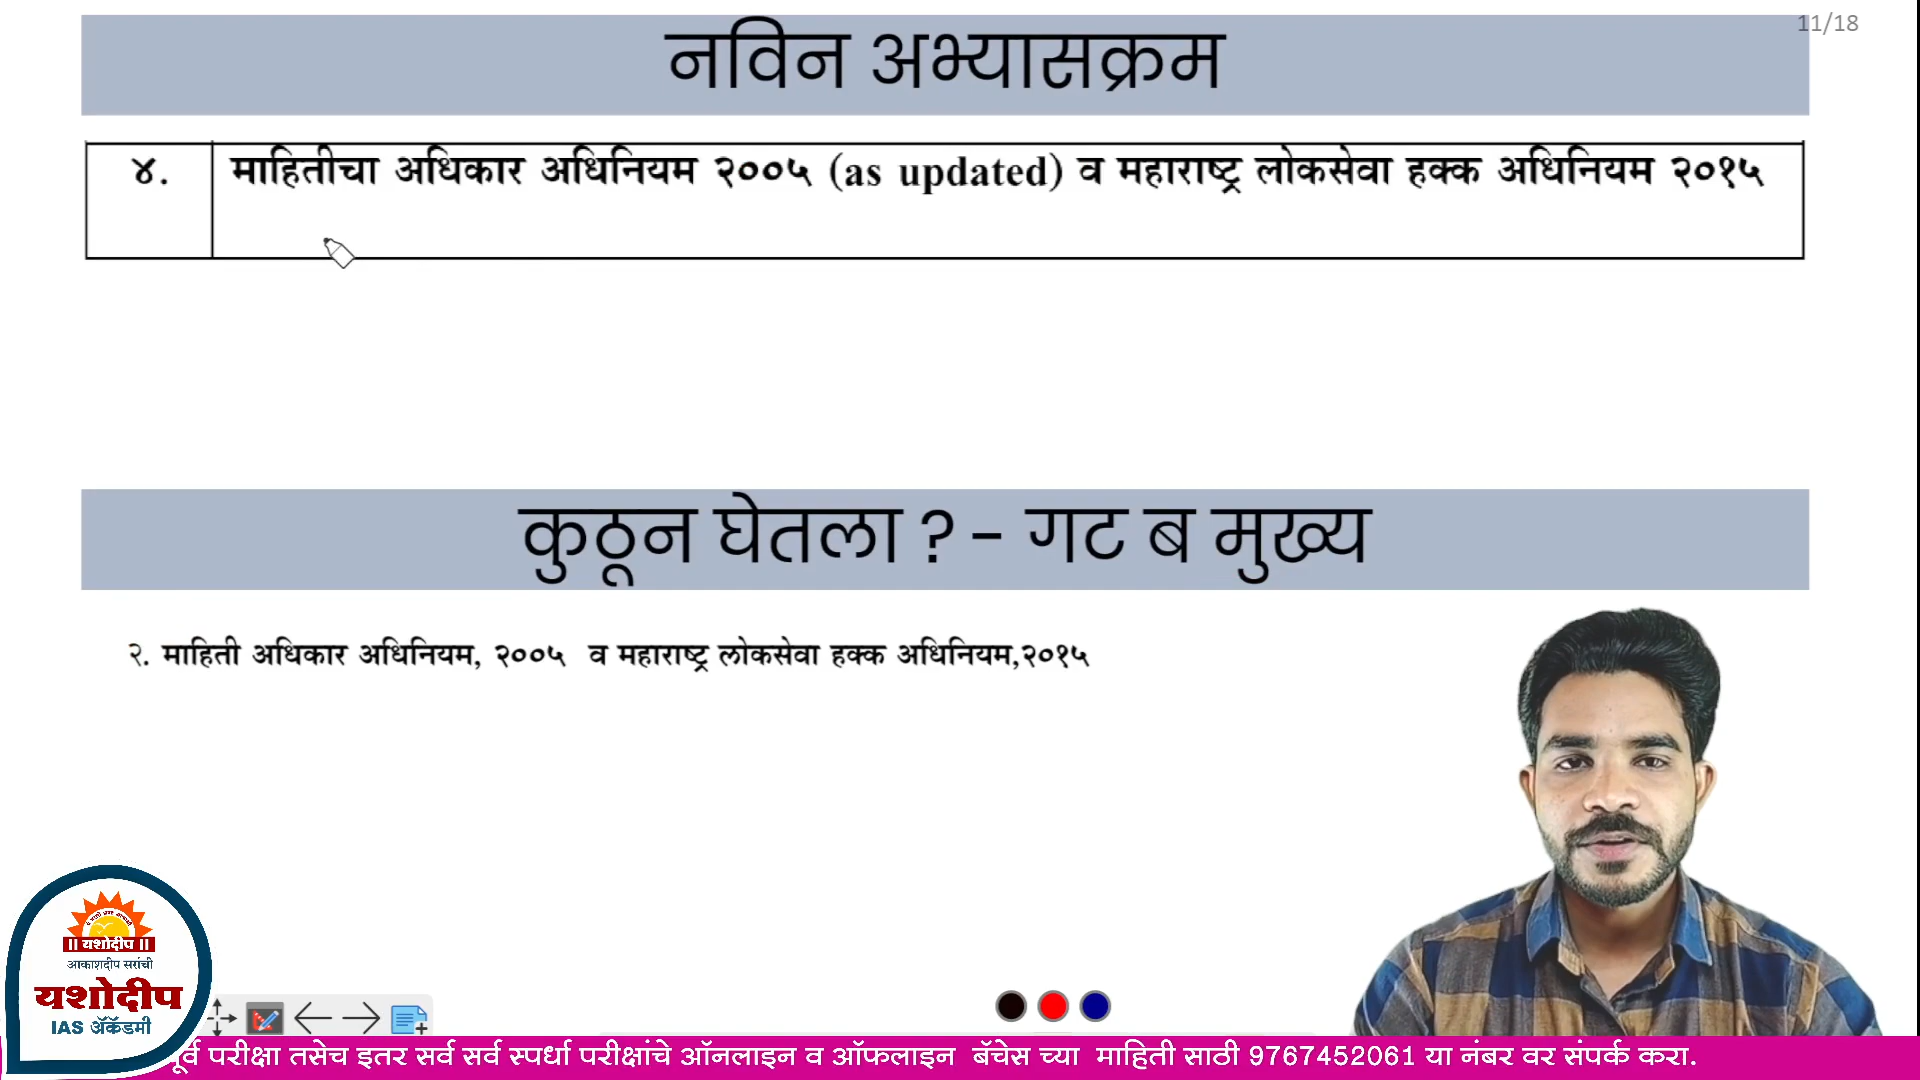 11/18
नविन अभ्यासक्रम
४. माहितीचा अधिकार अधिनियम २००५ (as updated) व महाराष्ट्र लोकसेवा हक्क अधिनियम २०१५
कुठून घेतला ? - गट ब मुख्य
२. माहिती अधिकार अधिनियम, २००५ व महाराष्ट्र लोकसेवा हक्क अधिनियम,२०१५
॥ यशोदीप ॥
आकाशदीप सरांची
यशोदीप
IAS ॲकॅडमी
पूर्व परीक्षा तसेच इतर सर्व सर्व स्पर्धा परीक्षांचे ऑनलाइन व ऑफलाइन बॅचेस च्या माहिती साठी 9767452061 या नंबर वर संपर्क करा.